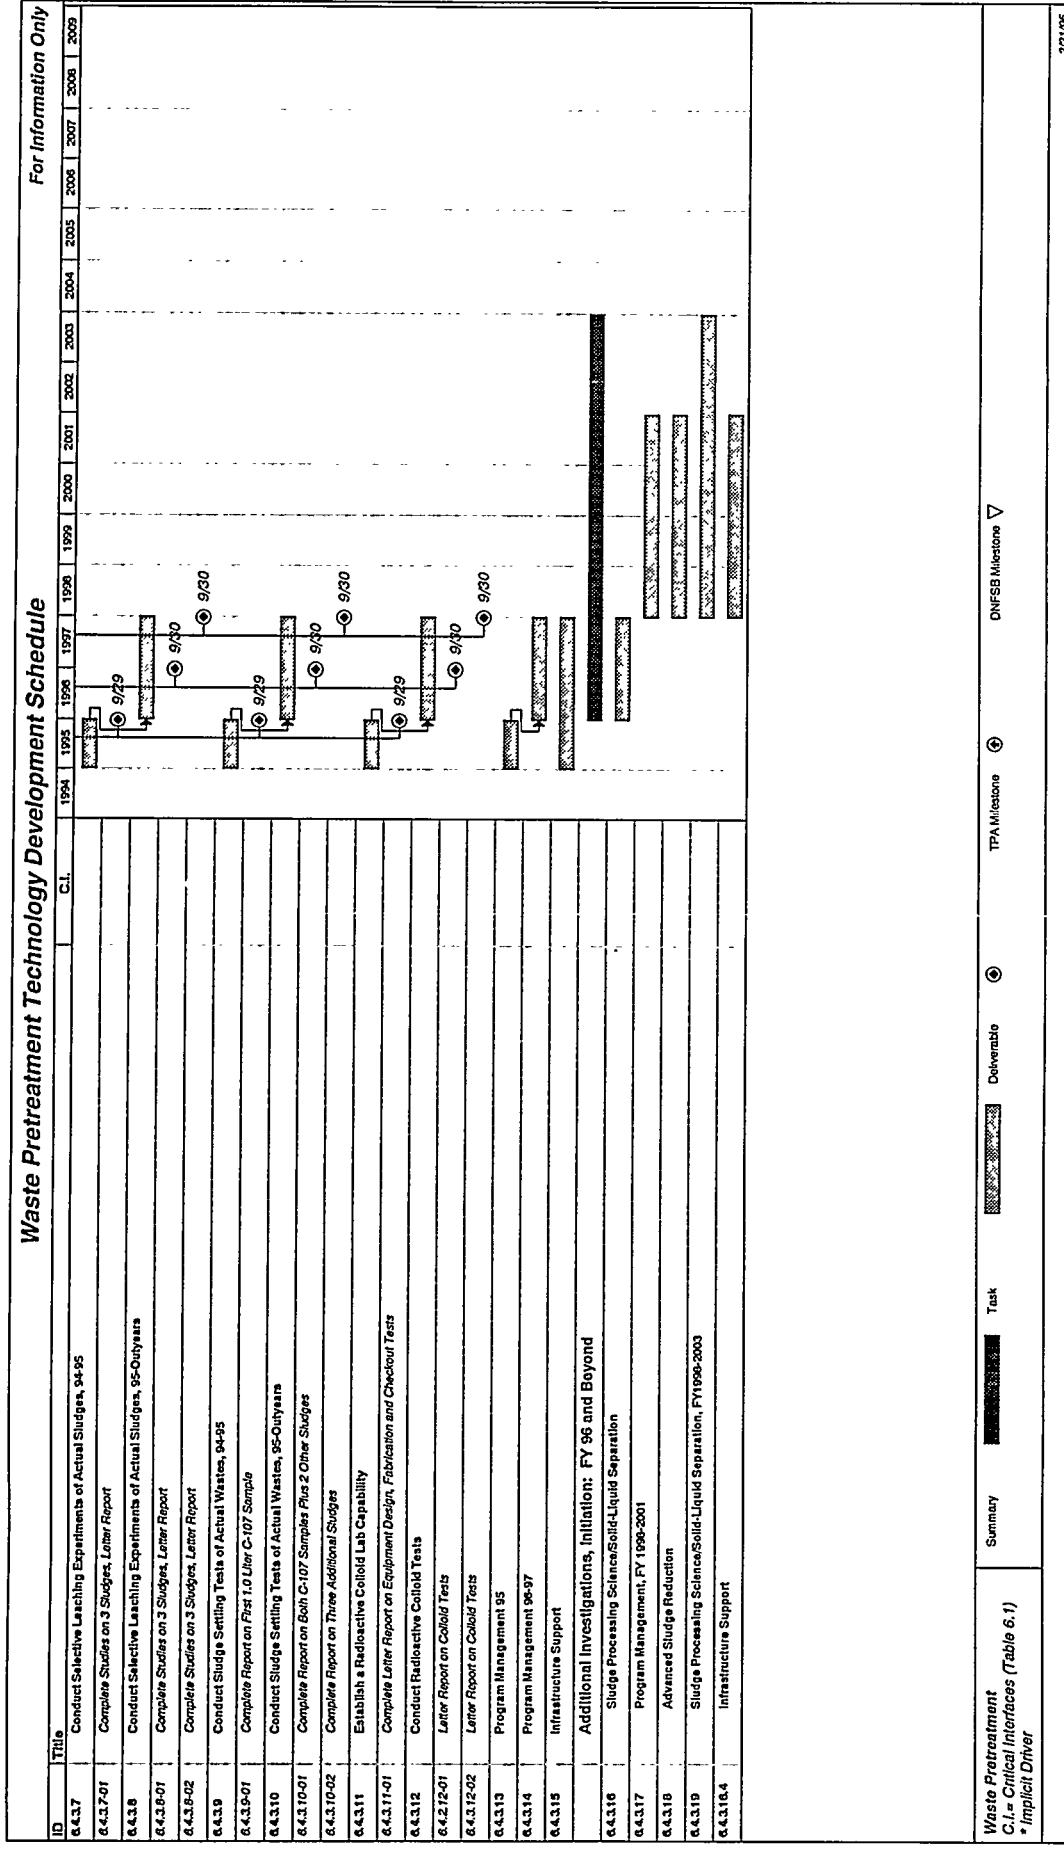 Waste Pretreatment Technology Development Schedule
For Information Only
ID Title C.I. 1994 1995 1996 1997 1998 1999 2000 2001 2002 2003 2004 2005 2006 2007 2008 2009
6.4.3.7 Conduct Selective Leaching Experiments of Actual Sludges, 94-95
6.4.3.7-01 Complete Studies on 3 Sludges, Letter Report 9/29
6.4.3.8 Conduct Selective Leaching Experiments of Actual Sludges, 95-Outyears
6.4.3.8-01 Complete Studies on 3 Sludges, Letter Report 9/30
6.4.3.8-02 Complete Studies on 3 Sludges, Letter Report 9/30
6.4.3.9 Conduct Sludge Settling Tests of Actual Wastes, 94-95
6.4.3.9-01 Complete Report on First 1.0 Liter C-107 Sample 9/29
6.4.3.10 Conduct Sludge Settling Tests of Actual Wastes, 95-Outyears
6.4.3.10-01 Complete Report on Both C-107 Samples Plus 2 Other Sludges 9/30
6.4.3.10-02 Complete Report on Three Additional Sludges 9/30
6.4.3.11 Establish a Radioactive Colloid Lab Capability
6.4.3.11-01 Complete Letter Report on Equipment Design, Fabrication and Checkout Tests 9/29
6.4.3.12 Conduct Radioactive Colloid Tests
6.4.2.12-01 Letter Report on Colloid Tests 9/30
6.4.3.12-02 Letter Report on Colloid Tests 9/30
6.4.3.13 Program Management 95
6.4.3.14 Program Management 96-97
6.4.3.15 Infrastructure Support
Additional Investigations, Initiation: FY 96 and Beyond
6.4.3.16 Sludge Processing Science/Solid-Liquid Separation
6.4.3.17 Program Management, FY 1998-2001
6.4.3.18 Advanced Sludge Reduction
6.4.3.19 Sludge Processing Science/Solid-Liquid Separation, FY1998-2003
6.4.3.16.4 Infrastructure Support
Waste Pretreatment
C.I.= Critical Interfaces (Table 6.1)
* Implicit Driver
Summary Task Deliverable TPA Milestone DNFSB Milestone